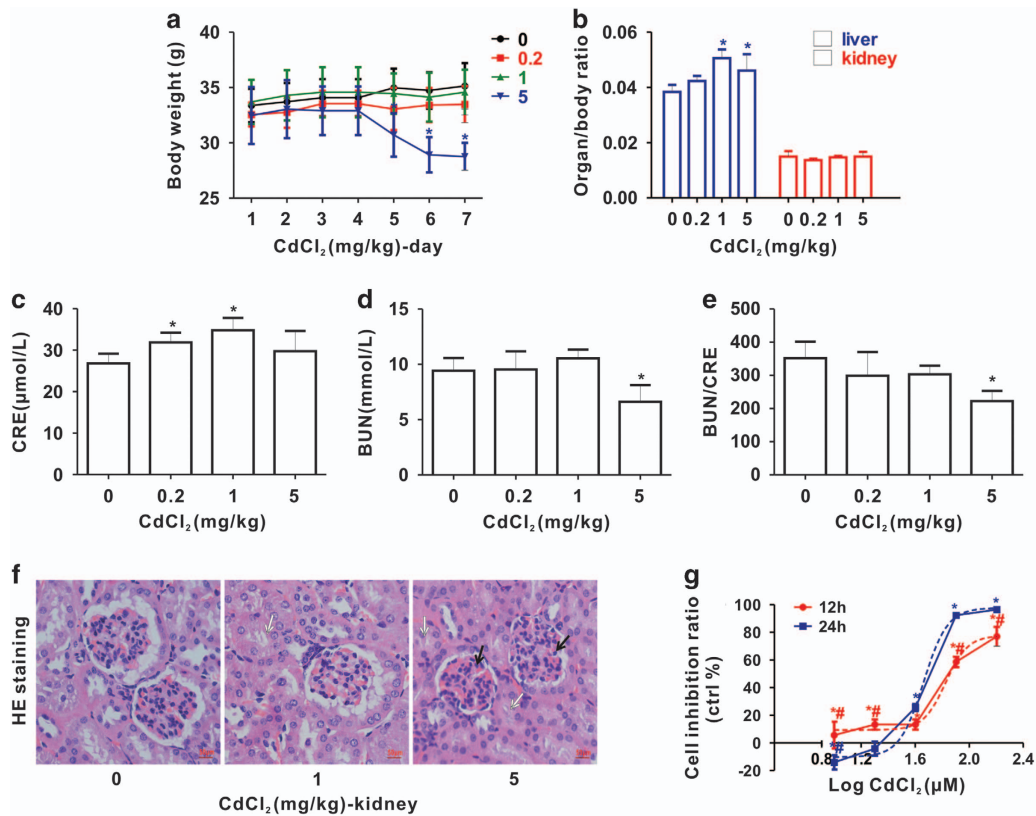 a
Body weight (g)
40
35
30
25
1 2 3 4 5 6 7
CdCl₂(mg/kg)-day
0
0.2
1
5
* *
b
Organ/body ratio
0.06
0.04
0.02
0.00
* *
liver
kidney
0 0.2 1 5 0 0.2 1 5
CdCl₂(mg/kg)
c
CRE(μmol/L)
40
30
20
10
0
* *
0 0.2 1 5
CdCl₂(mg/kg)
d
BUN(mmol/L)
15
10
5
0
*
0 0.2 1 5
CdCl₂(mg/kg)
e
BUN/CRE
500
400
300
200
100
0
*
0 0.2 1 5
CdCl₂(mg/kg)
f
HE staining
0 1 5
CdCl₂(mg/kg)-kidney
g
Cell inhibition ratio
(ctrl %)
100
80
60
40
20
0
-20
12h
24h
* *
*# *#
*# *# *
*#
0.8 1.2 1.6 2.0 2.4
Log CdCl₂(μM)